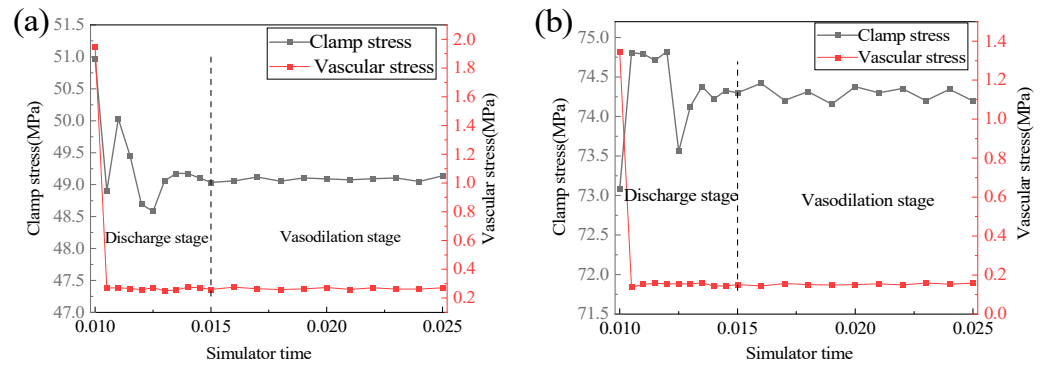 (a)
51.5
51.0
50.5
50.0
49.5
49.0
48.5
48.0
47.5
47.0
Clamp stress(MPa)
Clamp stress
Vascular stress
Discharge stage
Vasodilation stage
2.0
1.8
1.6
1.4
1.2
1.0
0.8
0.6
0.4
0.2
Vascular stress(MPa)
0.010
0.015
0.020
0.025
Simulator time
(b)
75.0
74.5
74.0
73.5
73.0
72.5
72.0
71.5
Clamp stress(MPa)
Clamp stress
Vascular stress
Discharge stage
Vasodilation stage
1.4
1.2
1.0
0.8
0.6
0.4
0.2
0.0
Vascular stress(MPa)
0.010
0.015
0.020
0.025
Simulator time